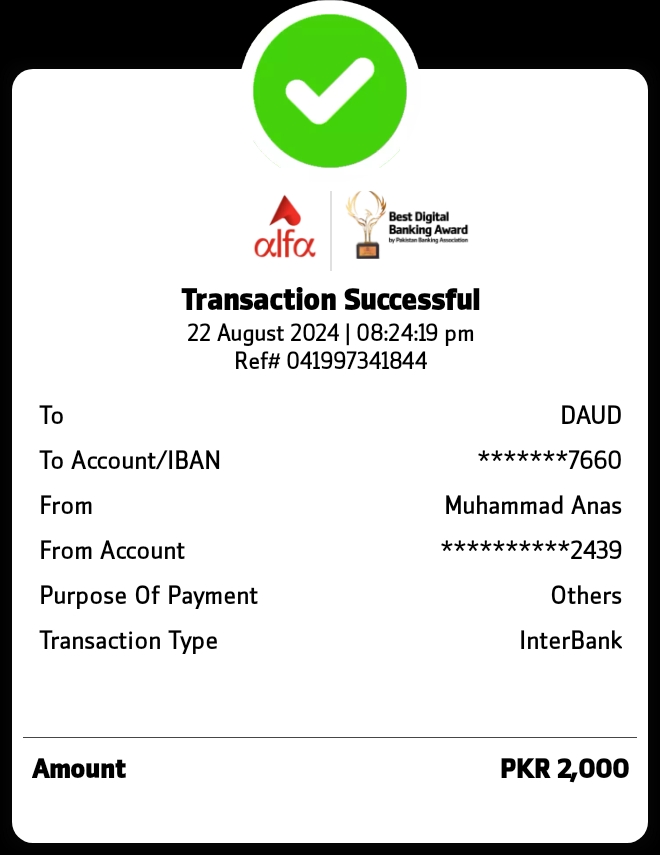 alfa
Best Digital
Banking Award
by Pakistan Banking Association
Transaction Successful
22 August 2024 | 08:24:19 pm
Ref# 041997341844
To DAUD
To Account/IBAN *******7660
From Muhammad Anas
From Account **********2439
Purpose Of Payment Others
Transaction Type InterBank
Amount PKR 2,000